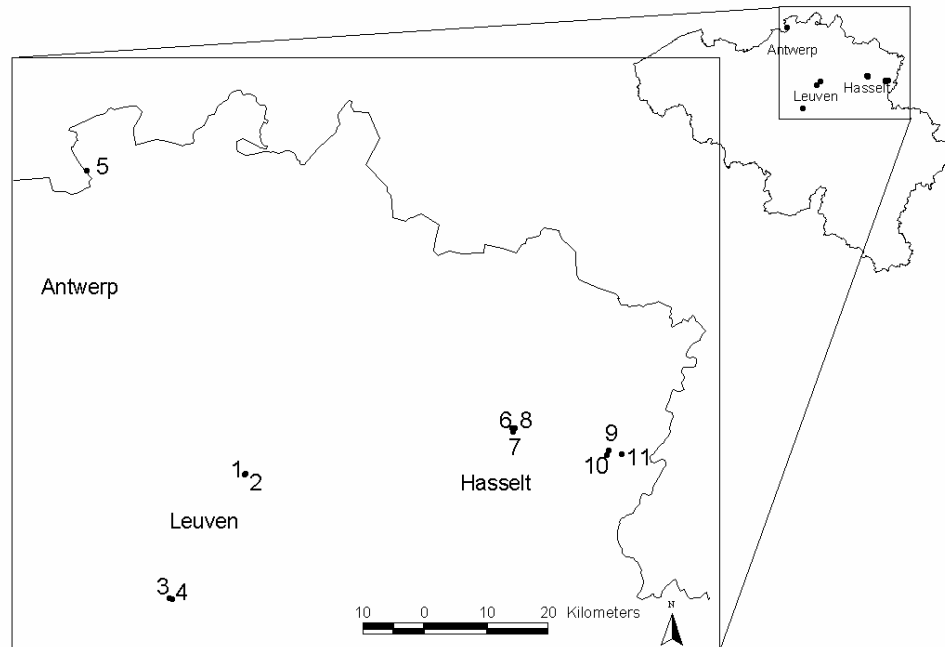 Antwerp
Hasselt
Leuven
5
Antwerp
6 8
7
9
10 11
1
2
Hasselt
Leuven
3 4
10 0 10 20 Kilometers
N